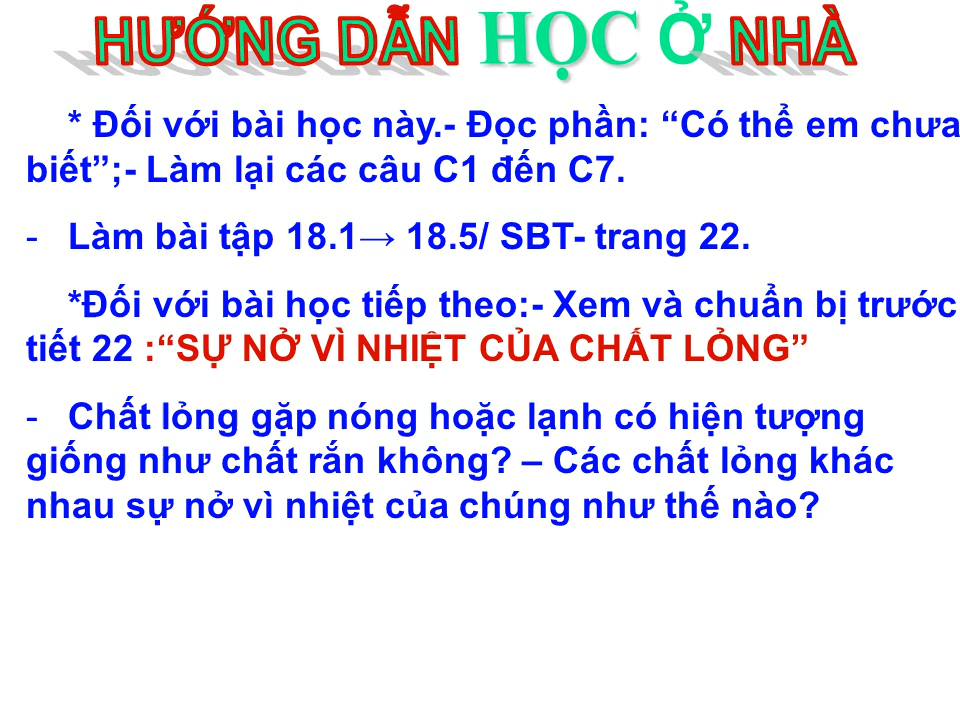 HƯỚNG DẪN HỌC Ở NHÀ
* Đối với bài học này.- Đọc phần: “Có thể em chưa
biết”;- Làm lại các câu C1 đến C7.
- Làm bài tập 18.1→ 18.5/ SBT- trang 22.
*Đối với bài học tiếp theo:- Xem và chuẩn bị trước
tiết 22 :“SỰ NỞ VÌ NHIỆT CỦA CHẤT LỎNG”
- Chất lỏng gặp nóng hoặc lạnh có hiện tượng
giống như chất rắn không? – Các chất lỏng khác
nhau sự nở vì nhiệt của chúng như thế nào?